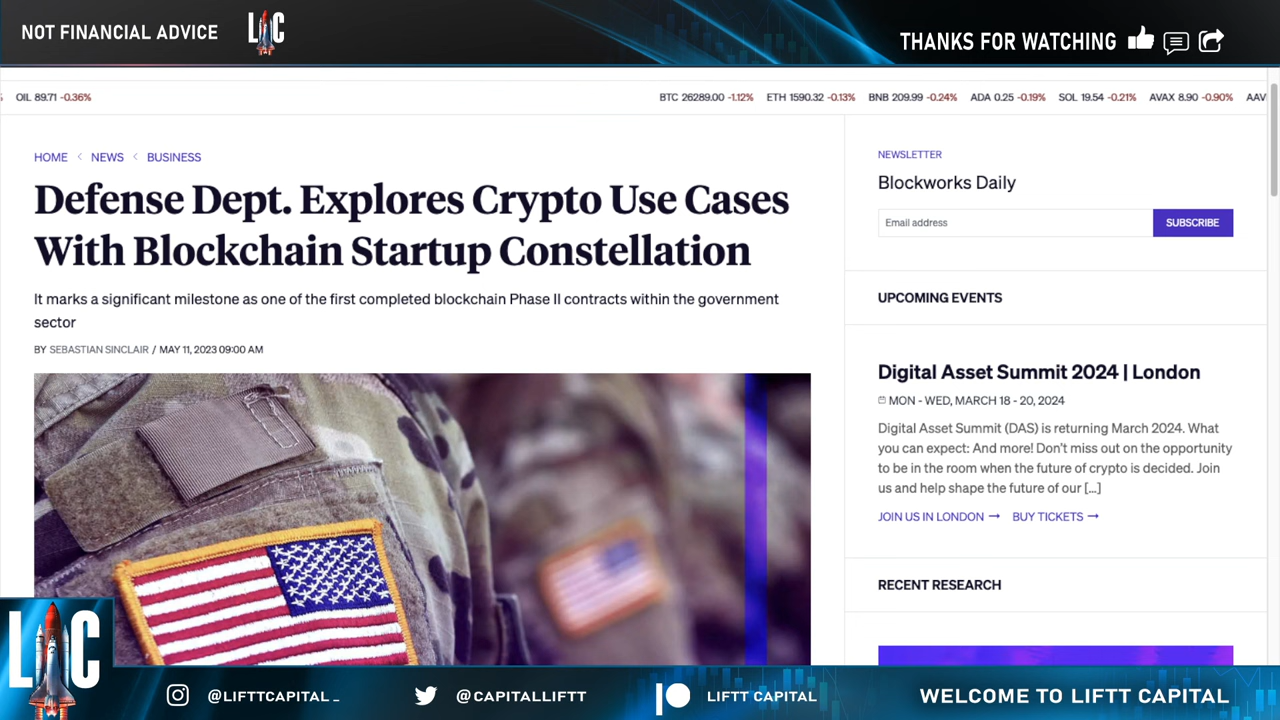 NOT FINANCIAL ADVICE
LC
THANKS FOR WATCHING
OIL 89.71 -0.36%
BTC 26289.00 -1.12% ETH 1590.32 -0.13% BNB 209.99 -0.24% ADA 0.25 -0.19% SOL 19.54 -0.21% AVAX 8.90 -0.90% AAV
HOME < NEWS < BUSINESS
Defense Dept. Explores Crypto Use Cases
With Blockchain Startup Constellation
It marks a significant milestone as one of the first completed blockchain Phase II contracts within the government
sector
BY SEBASTIAN SINCLAIR / MAY 11, 2023 09:00 AM
NEWSLETTER
Blockworks Daily
Email address
SUBSCRIBE
UPCOMING EVENTS
Digital Asset Summit 2024 | London
MON - WED, MARCH 18 - 20, 2024
Digital Asset Summit (DAS) is returning March 2024. What
you can expect: And more! Don't miss out on the opportunity
to be in the room when the future of crypto is decided. Join
us and help shape the future of our [...]
JOIN US IN LONDON → BUY TICKETS →
RECENT RESEARCH
LC
@LIFTTCAPITAL_
@CAPITALLIFTT
LIFTT CAPITAL
WELCOME TO LIFTT CAPITAL